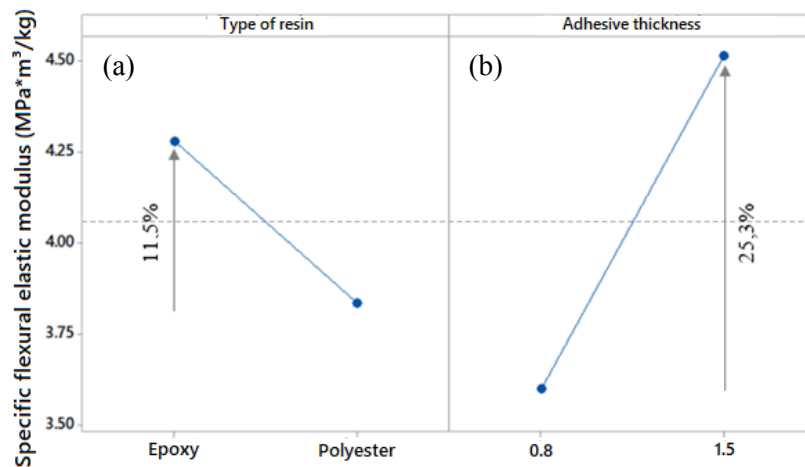 Type of resin
Adhesive thickness
(a)
(b)
Specific flexural elastic modulus (MPa*m³/kg)
4.50
4.25
4.00
3.75
3.50
11.5%
25,3%
Epoxy
Polyester
0.8
1.5